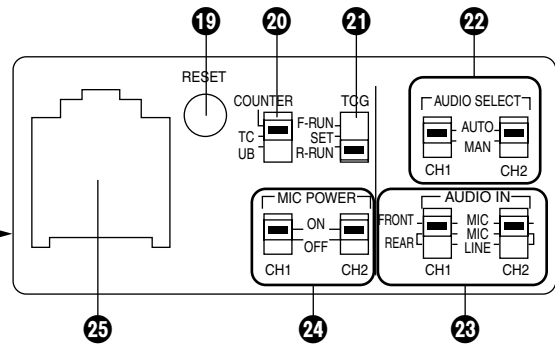 19 20 21 22
RESET
COUNTER TCG
TC
UB
F-RUN
SET
R-RUN
AUDIO SELECT
AUTO
MAN
CH1 CH2
MIC POWER
ON
OFF
CH1 CH2
AUDIO IN
FRONT MIC
MIC
REAR LINE
CH1 CH2
25 24 23